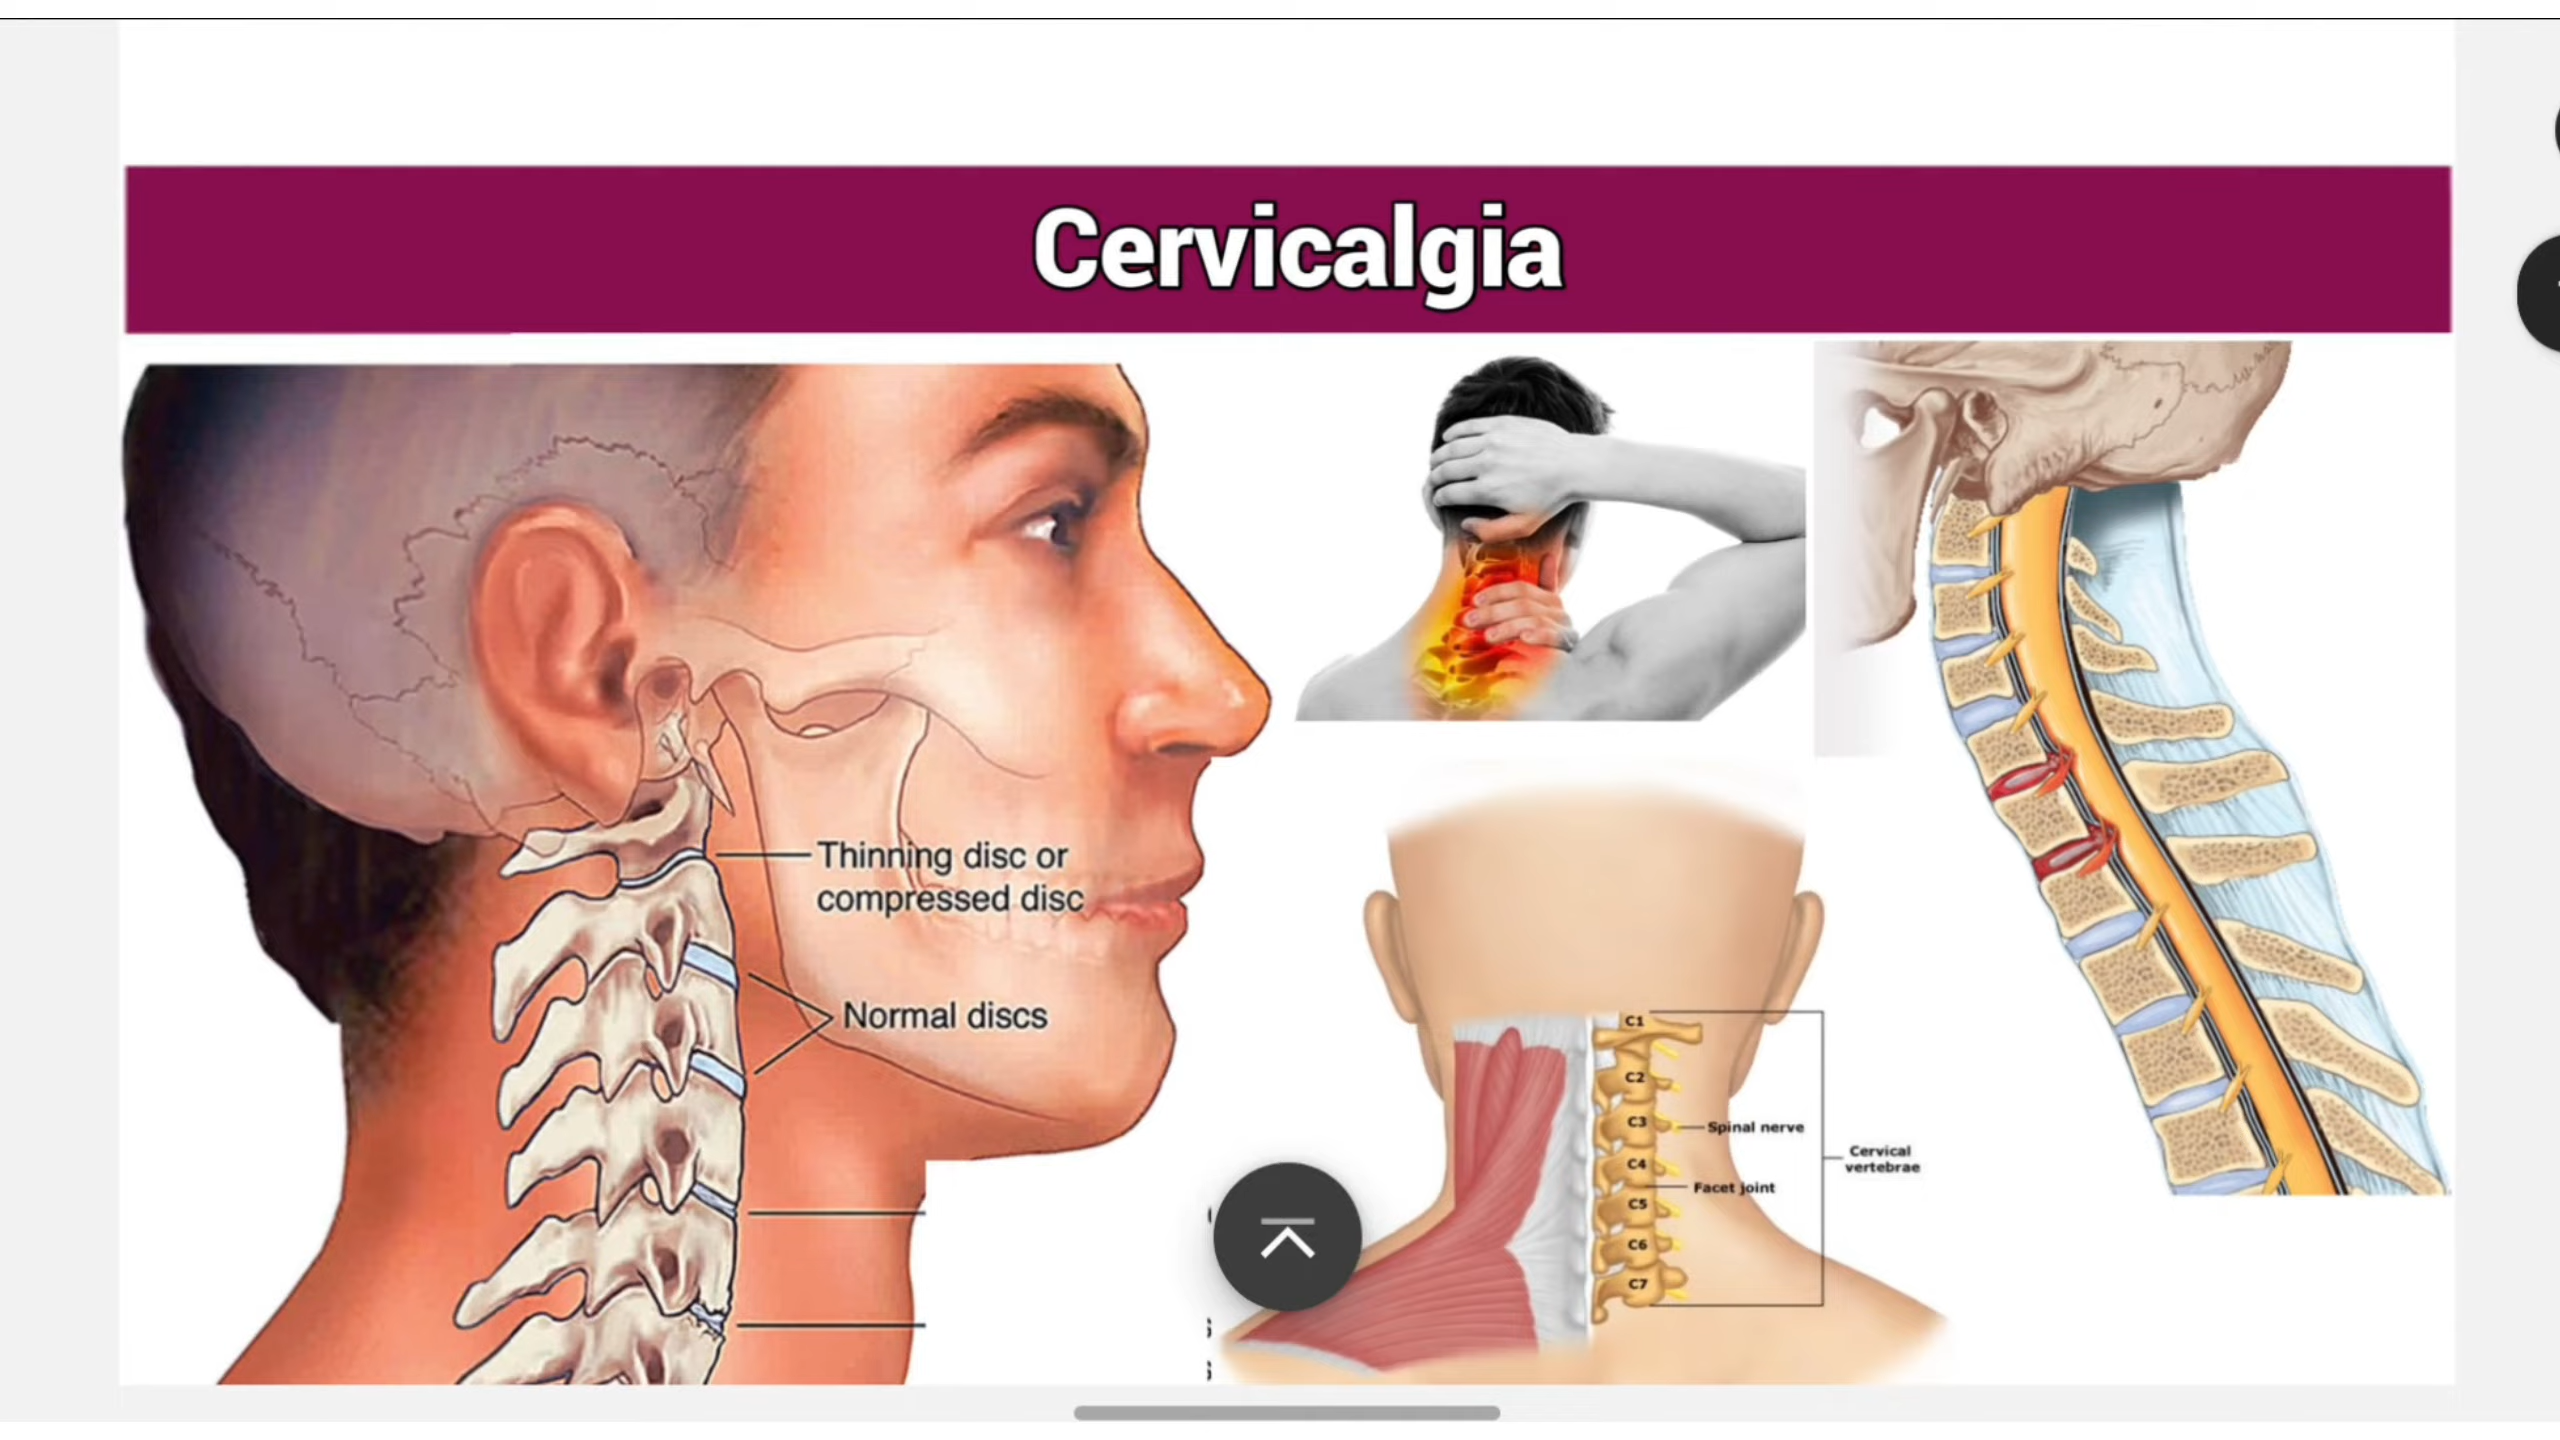 Cervicalgia
Thinning disc or
compressed disc
Normal discs
C1
C2
C3
Spinal nerve
C4
Facet joint
C5
C6
C7
Cervical
vertebrae